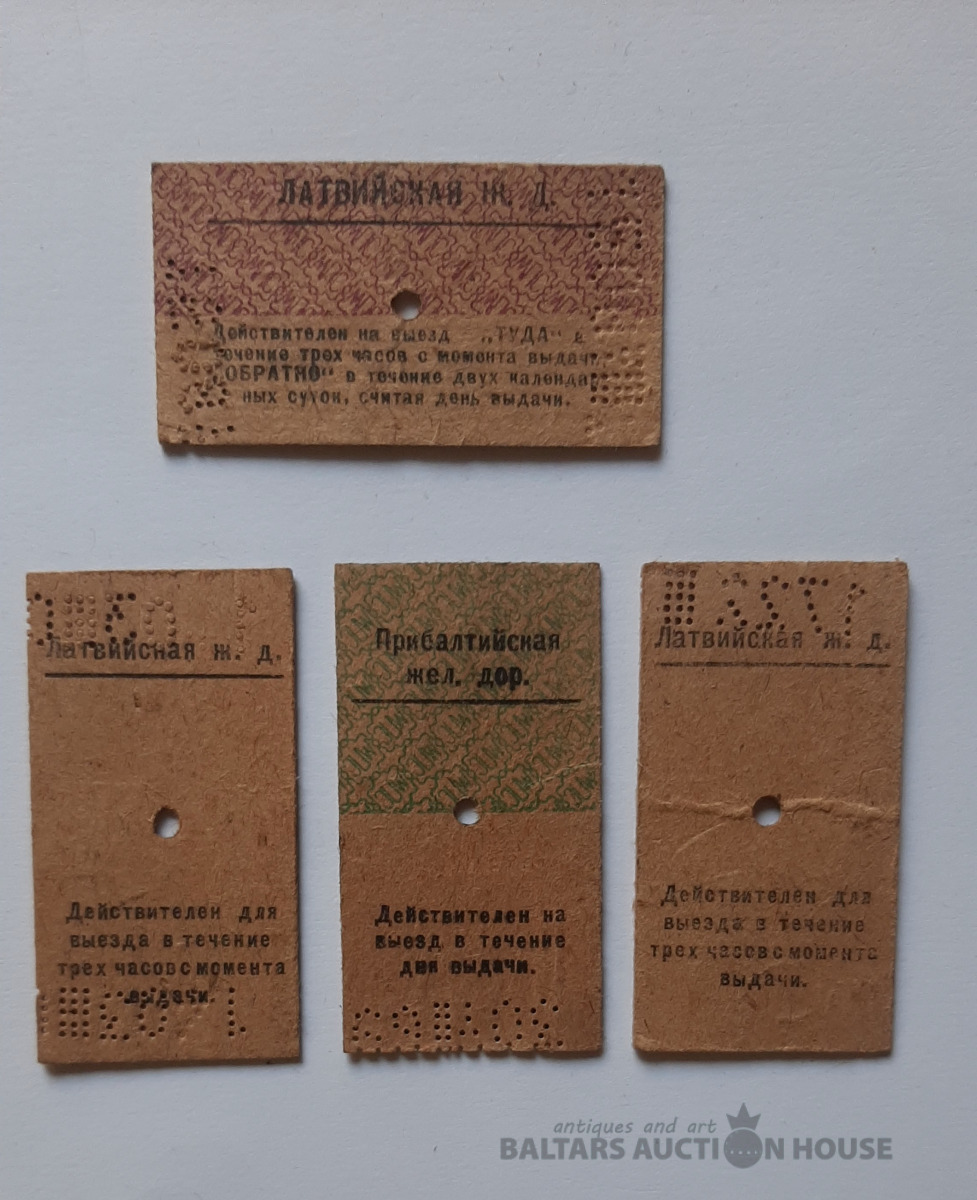 ЛАТВИЙСКАЯ Ж. Д.
Действителен на выезд „ТУДА" в
течение трех часов с момента выдачи,
"ОБРАТНО" в течение двух календар
ных суток, считая день выдачи.
Латвийская ж. д.
Действителен для
выезда в течение
трех часов с момента
выдачи.
Прибалтийская
жел. дор.
Действителен на
выезд в течение
дня выдачи.
Латвийская ж. д.
Действителен для
выезда в течение
трех часов с момента
выдачи.
antiques and art
BALTARS AUCTION HOUSE